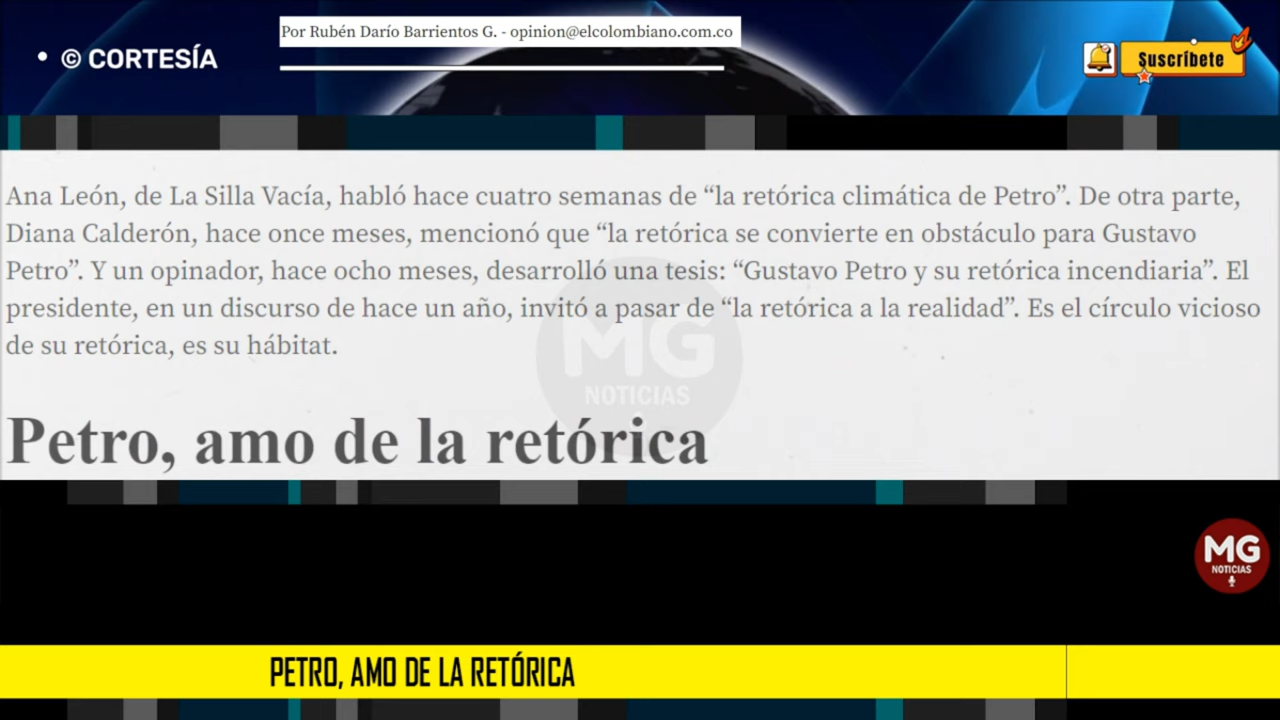 Por Rubén Darío Barrientos G. - opinion@elcolombiano.com.co
• © CORTESÍA
Suscríbete
Ana León, de La Silla Vacía, habló hace cuatro semanas de “la retórica climática de Petro”. De otra parte,
Diana Calderón, hace once meses, mencionó que “la retórica se convierte en obstáculo para Gustavo
Petro”. Y un opinador, hace ocho meses, desarrolló una tesis: “Gustavo Petro y su retórica incendiaria”. El
presidente, en un discurso de hace un año, invitó a pasar de “la retórica a la realidad”. Es el círculo vicioso
de su retórica, es su hábitat.
MG
NOTICIAS
Petro, amo de la retórica
MG
NOTICIAS
PETRO, AMO DE LA RETÓRICA